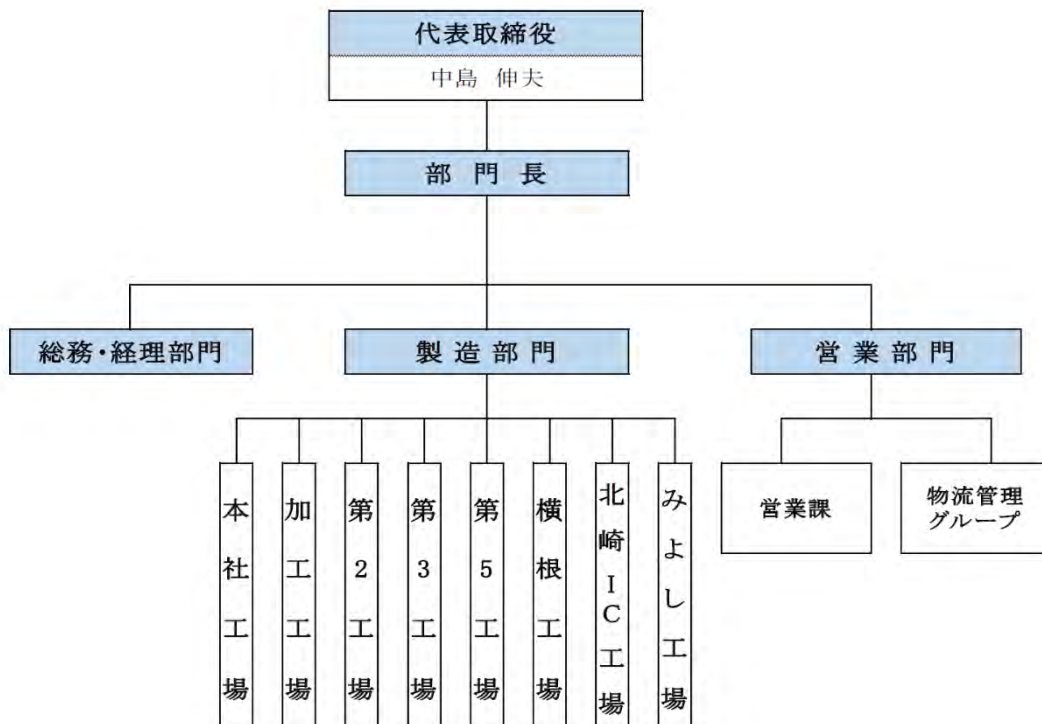 代表取締役
中島 伸夫
部門長
総務・経理部門
製造部門
営業部門
本社工場
加工工場
第2工場
第3工場
第5工場
横根工場
北崎IC工場
みよし工場
営業課
物流管理
グループ